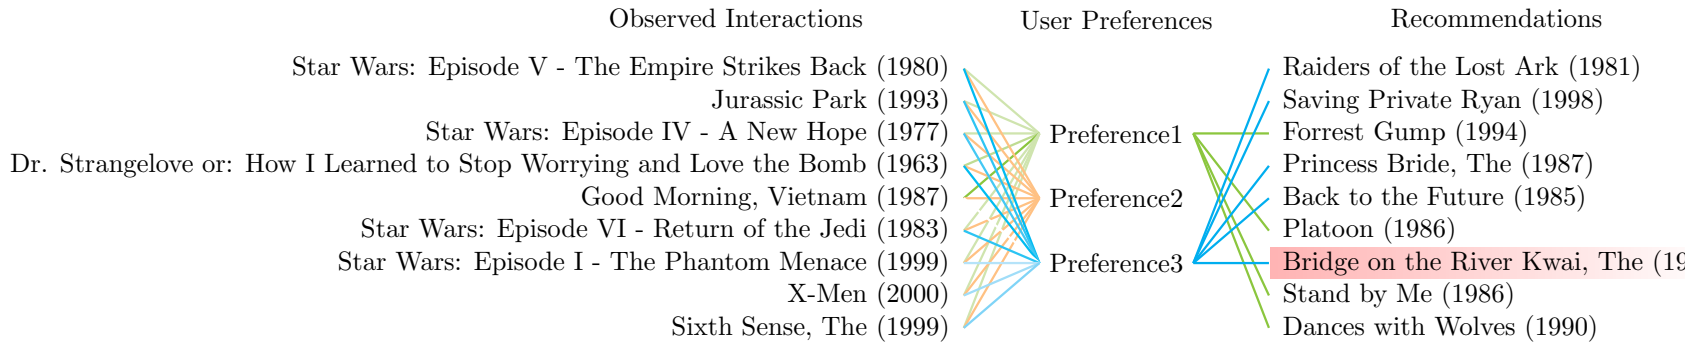 Observed Interactions User Preferences Recommendations
Star Wars: Episode V - The Empire Strikes Back (1980) Raiders of the Lost Ark (1981)
Jurassic Park (1993) Saving Private Ryan (1998)
Star Wars: Episode IV - A New Hope (1977) Preference1 Forrest Gump (1994)
Dr. Strangelove or: How I Learned to Stop Worrying and Love the Bomb (1963) Princess Bride, The (1987)
Good Morning, Vietnam (1987) Preference2 Back to the Future (1985)
Star Wars: Episode VI - Return of the Jedi (1983) Platoon (1986)
Star Wars: Episode I - The Phantom Menace (1999) Preference3 Bridge on the River Kwai, The (19
X-Men (2000) Stand by Me (1986)
Sixth Sense, The (1999) Dances with Wolves (1990)